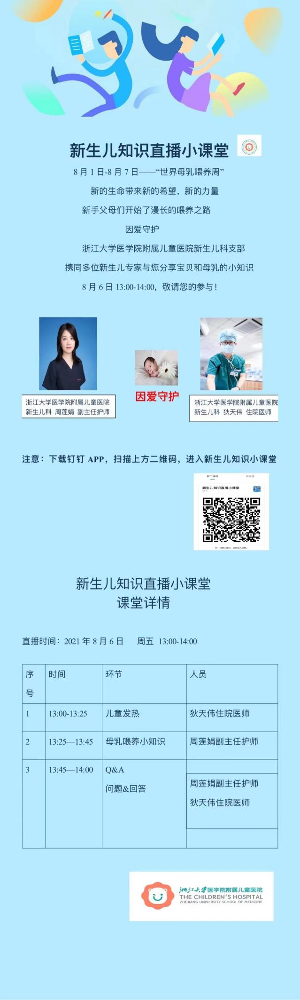 新生儿知识直播小课堂
8 月 1 日-8 月 7 日——“世界母乳喂养周”
新的生命带来新的希望，新的力量
新手父母们开始了漫长的喂养之路
因爱守护
浙江大学医学院附属儿童医院新生儿科支部
携同多位新生儿专家与您分享宝贝和母乳的小知识
8 月 6 日 13:00-14:00，敬请您的参与！
浙江大学医学院附属儿童医院
新生儿科 周莲娟 副主任护师
因爱守护
浙江大学医学院附属儿童医院
新生儿科 狄天伟 住院医师
注意：下载钉钉 APP，扫描上方二维码，进入新生儿知识小课堂
群二维码
新生儿知识直播小课堂
新生儿知识直播小课堂
课堂详情
直播时间：2021 年 8 月 6 日 周五 13:00-14:00
序号 时间 环节 人员
1 13:00-13:25 儿童发热 狄天伟住院医师
2 13:25—13:45 母乳喂养小知识 周莲娟副主任护师
3 13:45—14:00 Q&A
问题&回答
周莲娟副主任护师
狄天伟住院医师
浙江大学医学院附属儿童医院
THE CHILDREN'S HOSPITAL
ZHEJIANG UNIVERSITY SCHOOL OF MEDICINE